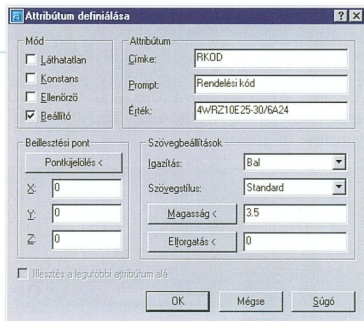 Attribútum definiálása
Mód
Láthatatlan
Konstans
Ellenőrző
Beállító
Attribútum
Címke: RKOD
Prompt: Rendelési kód
Érték: 4WRZ10E25-30/6A24
Beillesztési pont
Pontkijelölés <
X: 0
Y: 0
Z: 0
Szövegbeállítások
Igazítás: Bal
Szövegstílus: Standard
Magasság < 3.5
Elforgatás < 0
Illesztés a legutóbbi attribútum alá
OK Mégse Súgó